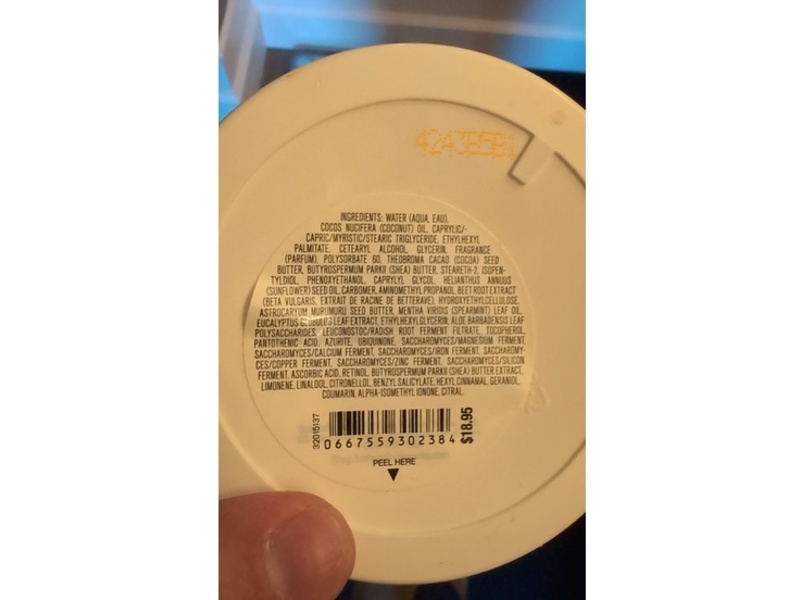 4243B5B1
INGREDIENTS: WATER (AQUA, EAU),
COCOS NUCIFERA (COCONUT) OIL, CAPRYLIC/-
CAPRIC/MYRISTIC/STEARIC TRIGLYCERIDE, ETHYLHEXYL
PALMITATE, CETEARYL ALCOHOL, GLYCERIN, FRAGRANCE
(PARFUM), POLYSORBATE 60, THEOBROMA CACAO (COCOA) SEED
BUTTER, BUTYROSPERMUM PARKII (SHEA) BUTTER, STEARETH-2, ISOPEN-
TYLDIOL, PHENOXYETHANOL, CAPRYLYL GLYCOL, HELIANTHUS ANNUUS
(SUNFLOWER) SEED OIL, CARBOMER, AMINOMETHYL PROPANOL, BEET ROOT EXTRACT
(BETA VULGARIS, EXTRAIT DE RACINE DE BETTERAVE), HYDROXYETHYLCELLULOSE,
ASTROCARYUM MURUMURU SEED BUTTER, MENTHA VIRIDIS (SPEARMINT) LEAF OIL,
EUCALYPTUS GLOBULUS LEAF EXTRACT, ETHYLHEXYLGLYCERIN, ALOE BARBADENSIS LEAF
POLYSACCHARIDES, LEUCONOSTOC/RADISH ROOT FERMENT FILTRATE, TOCOPHEROL,
PANTOTHENIC ACID, AZURITE, UBIQUINONE, SACCHAROMYCES/MAGNESIUM FERMENT,
SACCHAROMYCES/CALCIUM FERMENT, SACCHAROMYCES/IRON FERMENT, SACCHAROMY-
CES/COPPER FERMENT, SACCHAROMYCES/ZINC FERMENT, SACCHAROMYCES/SILICON
FERMENT, ASCORBIC ACID, RETINOL, BUTYROSPERMUM PARKII (SHEA) BUTTER EXTRACT,
LIMONENE, LINALOOL, CITRONELLOL, BENZYL SALICYLATE, HEXYL CINNAMAL, GERANIOL,
COUMARIN, ALPHA-ISOMETHYL IONONE, CITRAL.
32015137
0667559302384
$18.95
PEEL HERE